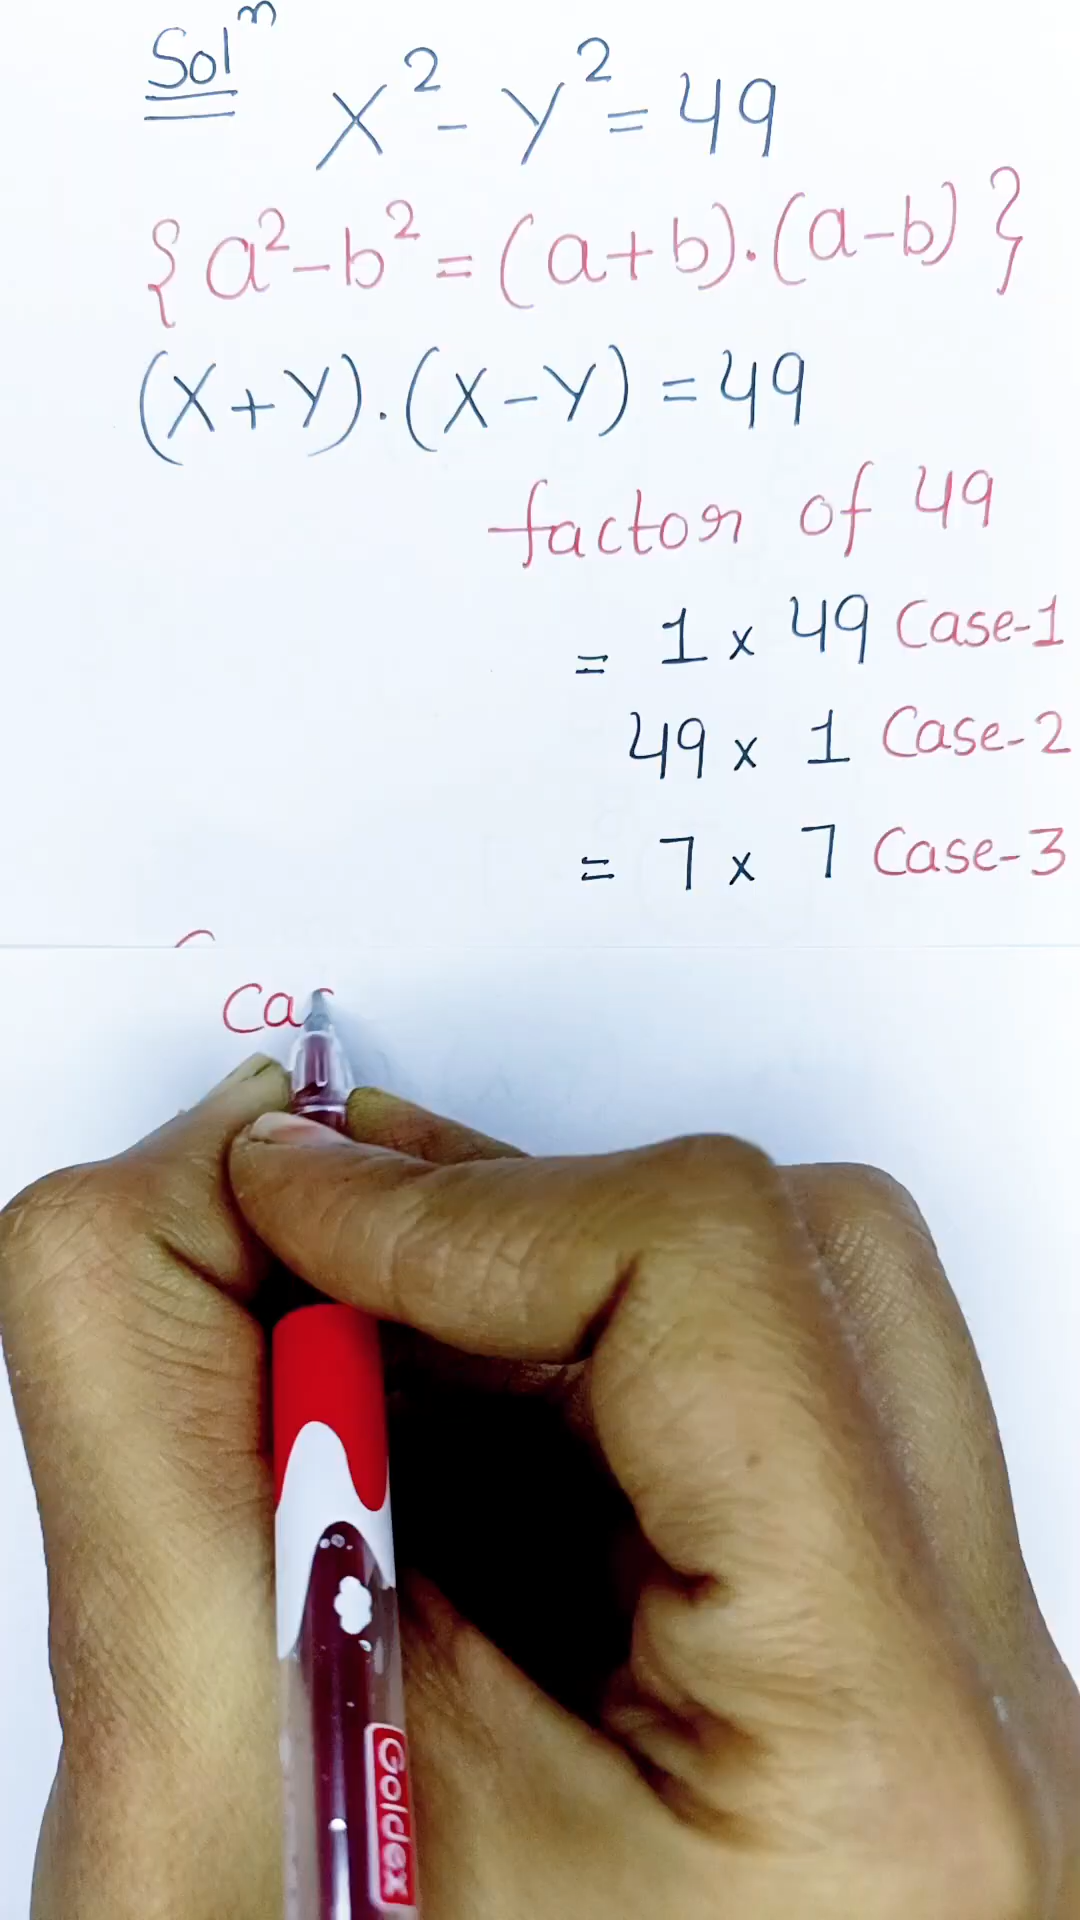 Solⁿ X² - Y² = 49
{a² - b² = (a+b).(a-b)}
(X+Y).(X-Y) = 49
factor of 49
= 1 x 49 Case-1
49 x 1 Case-2
= 7 x 7 Case-3
Ca
Goldex